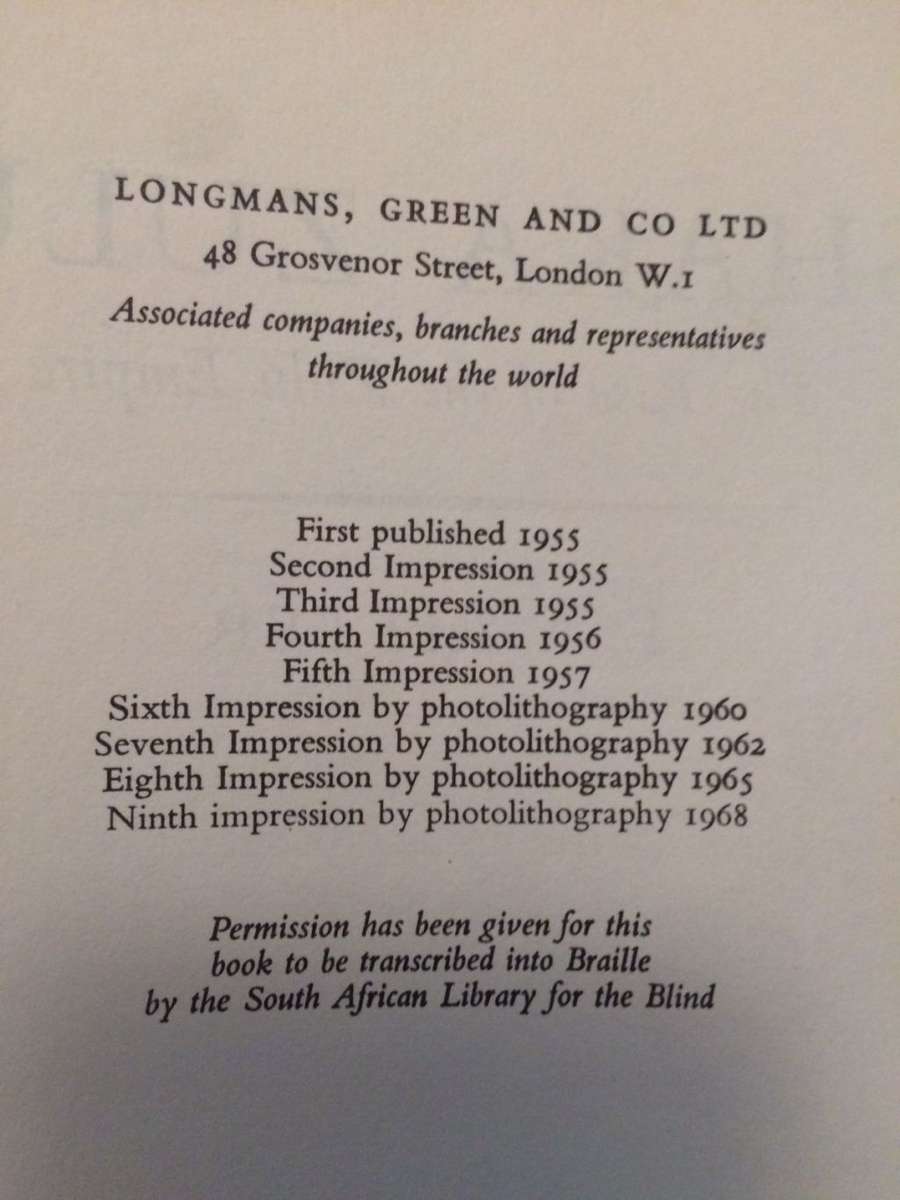 LONGMANS, GREEN AND CO LTD
48 Grosvenor Street, London W.1
Associated companies, branches and representatives
throughout the world
First published 1955
Second Impression 1955
Third Impression 1955
Fourth Impression 1956
Fifth Impression 1957
Sixth Impression by photolithography 1960
Seventh Impression by photolithography 1962
Eighth Impression by photolithography 1965
Ninth impression by photolithography 1968
Permission has been given for this
book to be transcribed into Braille
by the South African Library for the Blind